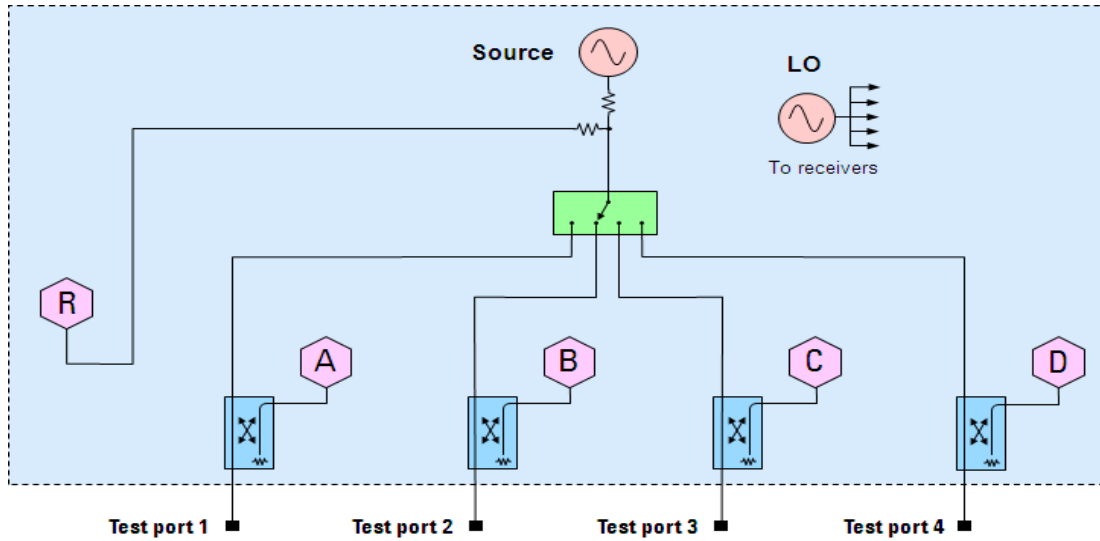 Source
LO
To receivers
R
A
B
C
D
Test port 1
Test port 2
Test port 3
Test port 4